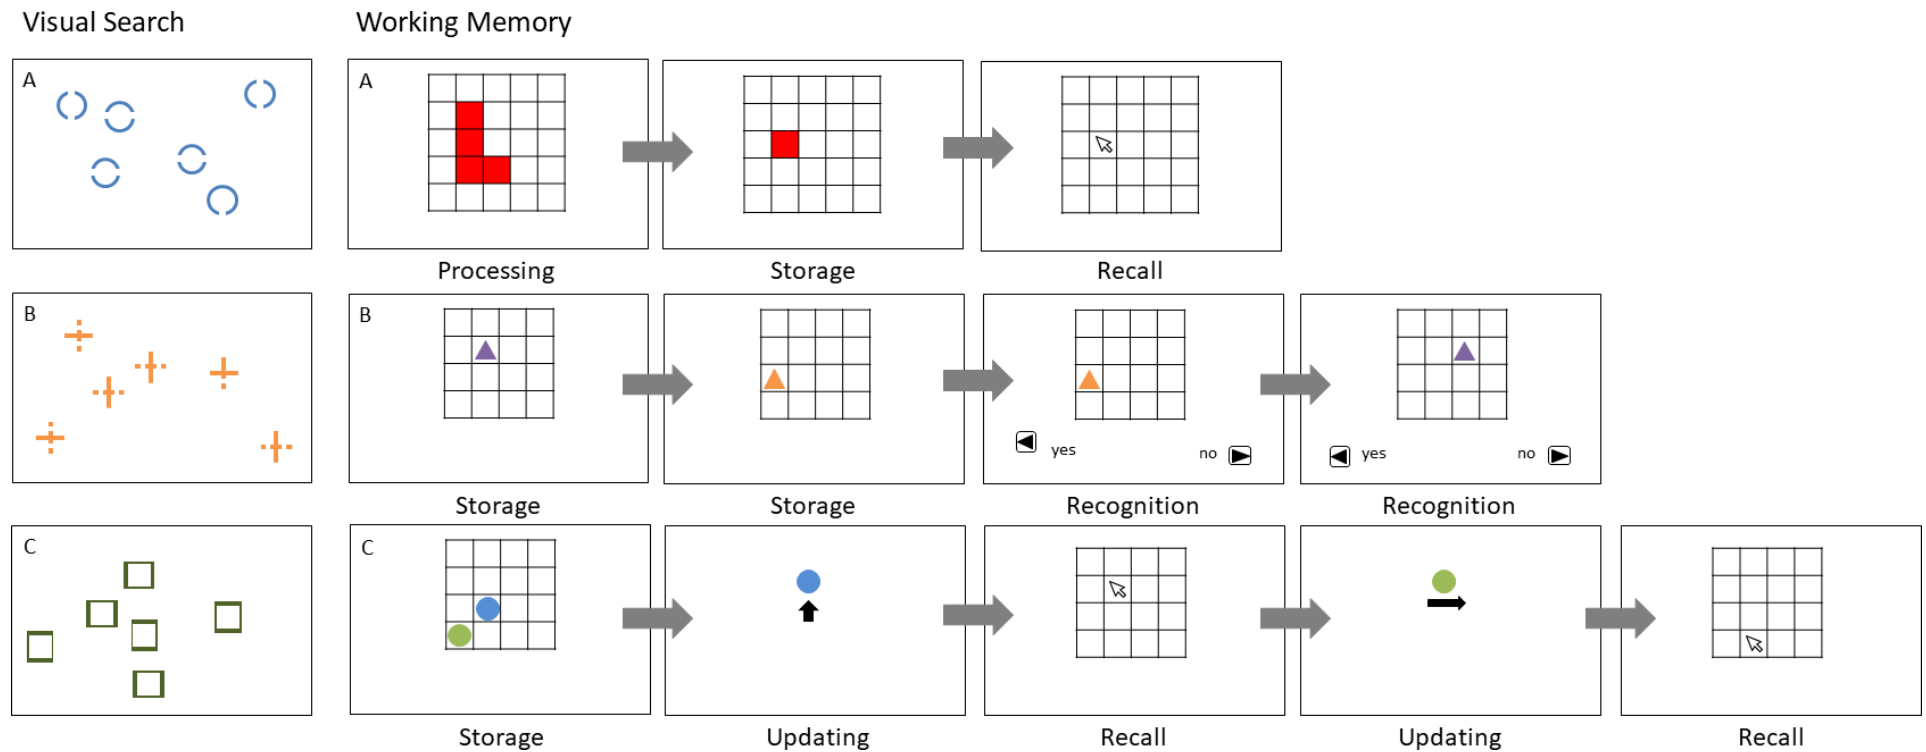 Visual Search
Working Memory
A
A
Processing
Storage
Recall
B
B
yes
no
yes
no
Storage
Storage
Recognition
Recognition
C
C
Storage
Updating
Recall
Updating
Recall